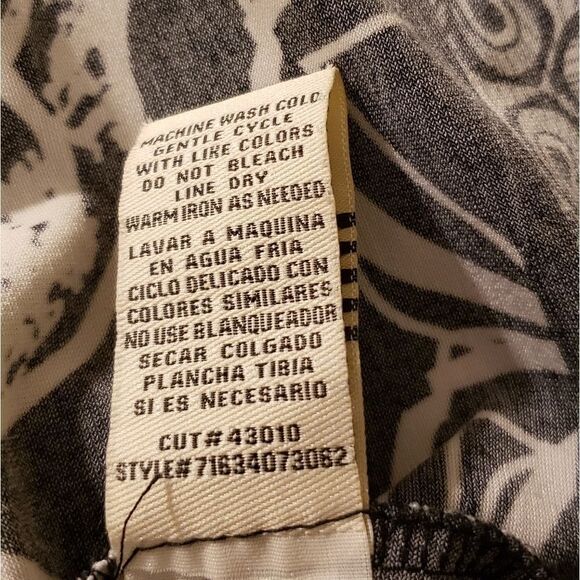 MACHINE WASH COLD
GENTLE CYCLE
WITH LIKE COLORS
DO NOT BLEACH
LINE DRY
WARM IRON AS NEEDED
LAVAR A MAQUINA
EN AGUA FRIA
CICLO DELICADO CON
COLORES SIMILARES
NO USE BLANQUEADOR
SECAR COLGADO
PLANCHA TIBIA
SI ES NECESARIO
CUT# 43010
STYLE# 71634073062